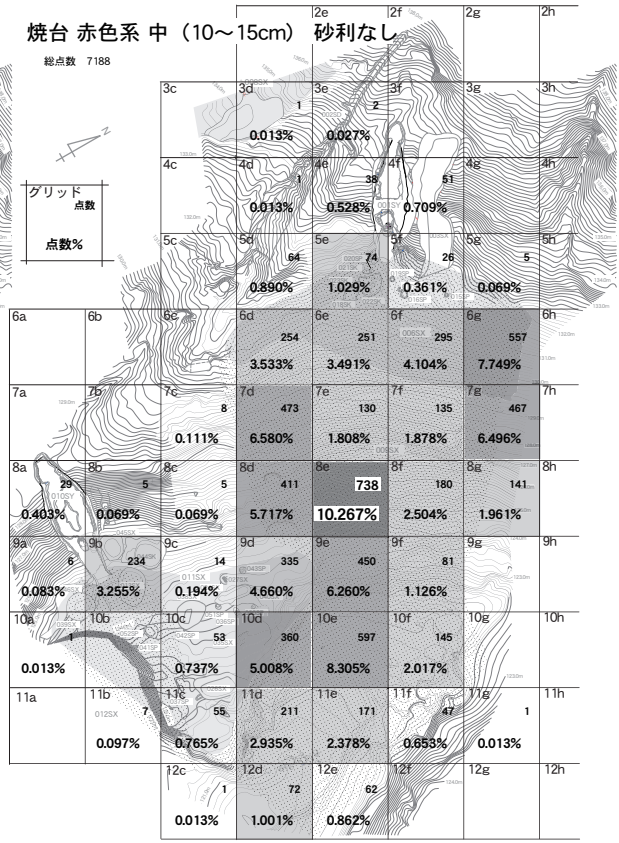 焼台 赤色系 中（10～15cm） 砂利なし
総点数　7188
グリッド
点数
点数%
2e 2f 2g 2h
3c 3d 3e 3f 3g 3h
1 2
0.013% 0.027%
4c 4d 4e 4f 4g 4h
1 38 51
001SY
0.013% 0.528% 0.709%
5c 5d 5e 5f 5g 5h
64 74 26 5
0.890% 1.029% 0.361% 0.069%
6a 6b 6c 6d 6e 6f 6g 6h
254 251 295 557
006SX
3.533% 3.491% 4.104% 7.749%
7a 7b 7c 7d 7e 7f 7g 7h
8 473 130 135 467
0.111% 6.580% 1.808% 1.878% 6.496%
8a 8b 8c 8d 8e 8f 8g 8h
29 5 5 411 738 180 141
010SY
0.403% 0.069% 0.069% 5.717% 10.267% 2.504% 1.961%
9a 9b 9c 9d 9e 9f 9g 9h
6 234 14 335 450 81
011SX
0.083% 3.255% 0.194% 4.660% 6.260% 1.126%
10a 10b 10c 10d 10e 10f 10g 10h
1 53 360 597 145
0.013% 0.737% 5.008% 8.305% 2.017%
11a 11b 11c 11d 11e 11f 11g 11h
7 55 211 171 47 1
012SX
0.097% 0.765% 2.935% 2.378% 0.653% 0.013%
12c 12d 12e 12f 12g 12h
1 72 62
0.013% 1.001% 0.862%